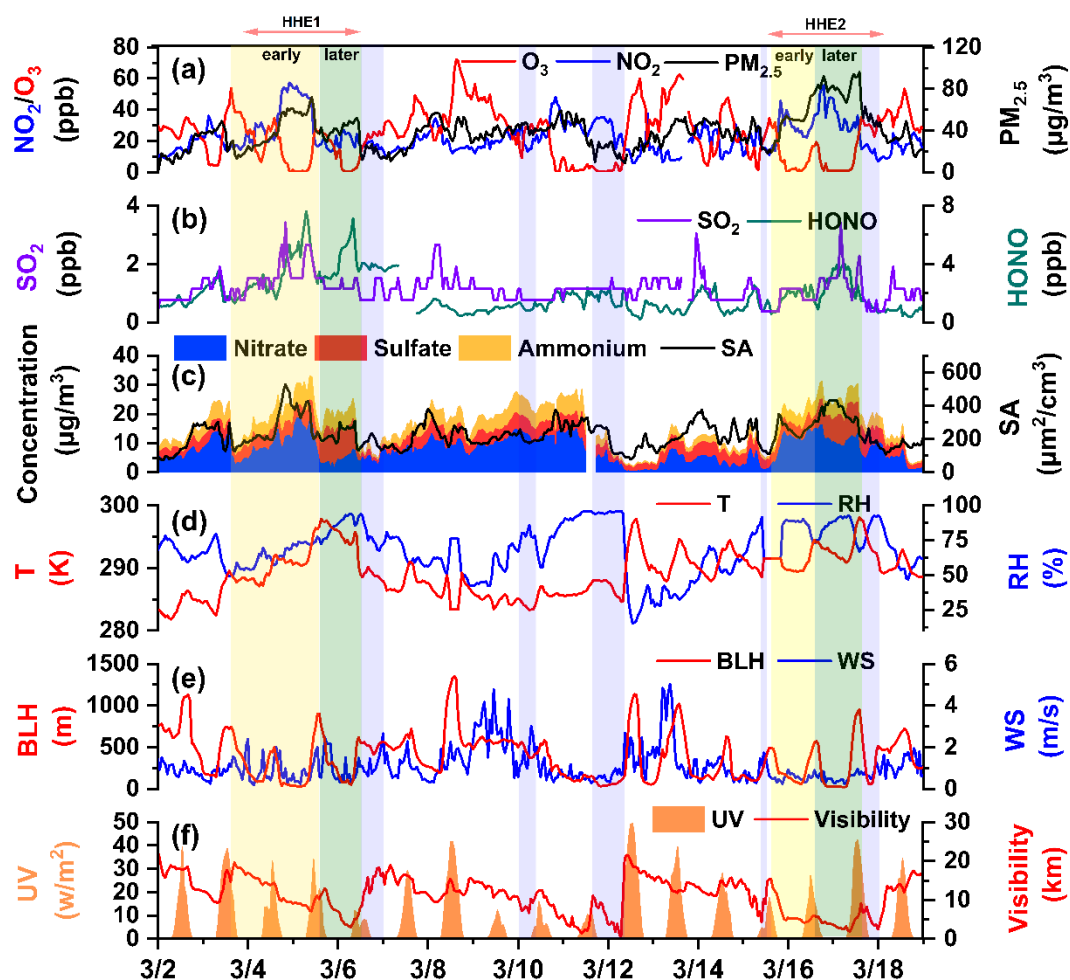 HHE1
HHE2
80
60
40
20
0
NO₂/O₃
(ppb)
(a)
early
later
O₃
NO₂
PM₂.₅
early
later
120
80
40
0
PM₂.₅
(μg/m³)
4
2
0
SO₂
(ppb)
(b)
SO₂
HONO
8
6
4
2
0
HONO
(ppb)
Nitrate
Sulfate
Ammonium
SA
40
30
20
10
0
Concentration
(μg/m³)
(c)
600
400
200
0
SA
(μm²/cm3)
300
290
280
T
(K)
(d)
T
RH
100
75
50
25
RH
(%)
1500
1000
500
0
BLH
(m)
(e)
BLH
WS
6
4
2
0
WS
(m/s)
50
40
30
20
10
0
UV
(w/m²)
(f)
UV
Visibility
30
20
10
0
Visibility
(km)
3/2
3/4
3/6
3/8
3/10
3/12
3/14
3/16
3/18